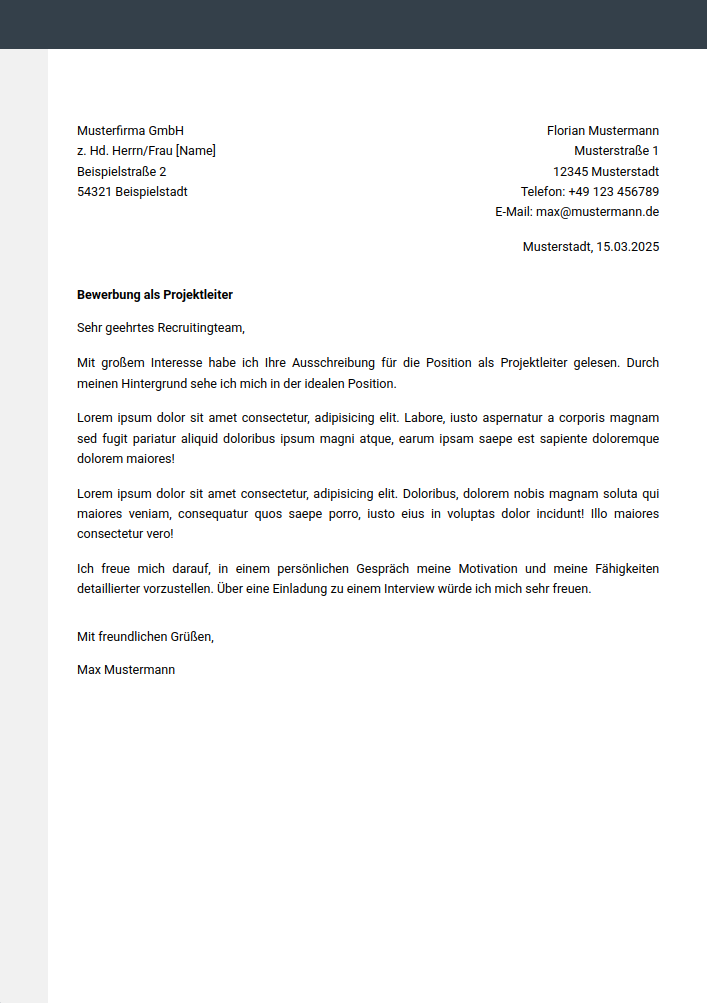 Musterfirma GmbH
z. Hd. Herrn/Frau [Name]
Beispielstraße 2
54321 Beispielstadt
Florian Mustermann
Musterstraße 1
12345 Musterstadt
Telefon: +49 123 456789
E-Mail: max@mustermann.de
Musterstadt, 15.03.2025
Bewerbung als Projektleiter
Sehr geehrtes Recruitingteam,
Mit großem Interesse habe ich Ihre Ausschreibung für die Position als Projektleiter gelesen. Durch
meinen Hintergrund sehe ich mich in der idealen Position.
Lorem ipsum dolor sit amet consectetur, adipisicing elit. Labore, iusto aspernatur a corporis magnam
sed fugit pariatur aliquid doloribus ipsum magni atque, earum ipsam saepe est sapiente doloremque
dolorem maiores!
Lorem ipsum dolor sit amet consectetur, adipisicing elit. Doloribus, dolorem nobis magnam soluta qui
maiores veniam, consequatur quos saepe porro, iusto eius in voluptas dolor incidunt! Illo maiores
consectetur vero!
Ich freue mich darauf, in einem persönlichen Gespräch meine Motivation und meine Fähigkeiten
detaillierter vorzustellen. Über eine Einladung zu einem Interview würde ich mich sehr freuen.
Mit freundlichen Grüßen,
Max Mustermann